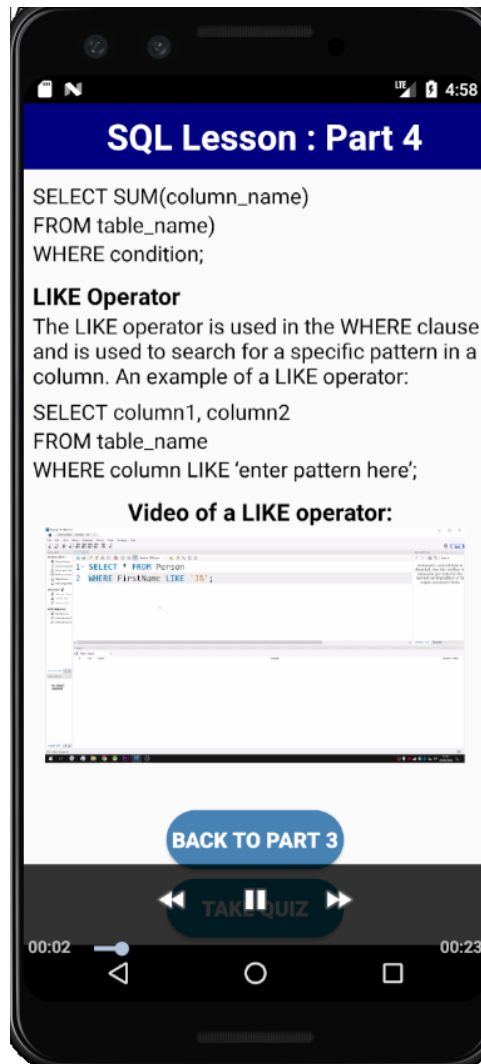 LTE 4:58
SQL Lesson : Part 4
SELECT SUM(column_name)
FROM table_name)
WHERE condition;
LIKE Operator
The LIKE operator is used in the WHERE clause
and is used to search for a specific pattern in a
column. An example of a LIKE operator:
SELECT column1, column2
FROM table_name
WHERE column LIKE ‘enter pattern here’;
Video of a LIKE operator:
1 SELECT * FROM Person
2 WHERE FirstName LIKE 'J%';
BACK TO PART 3
TAKE QUIZ
00:02 00:23